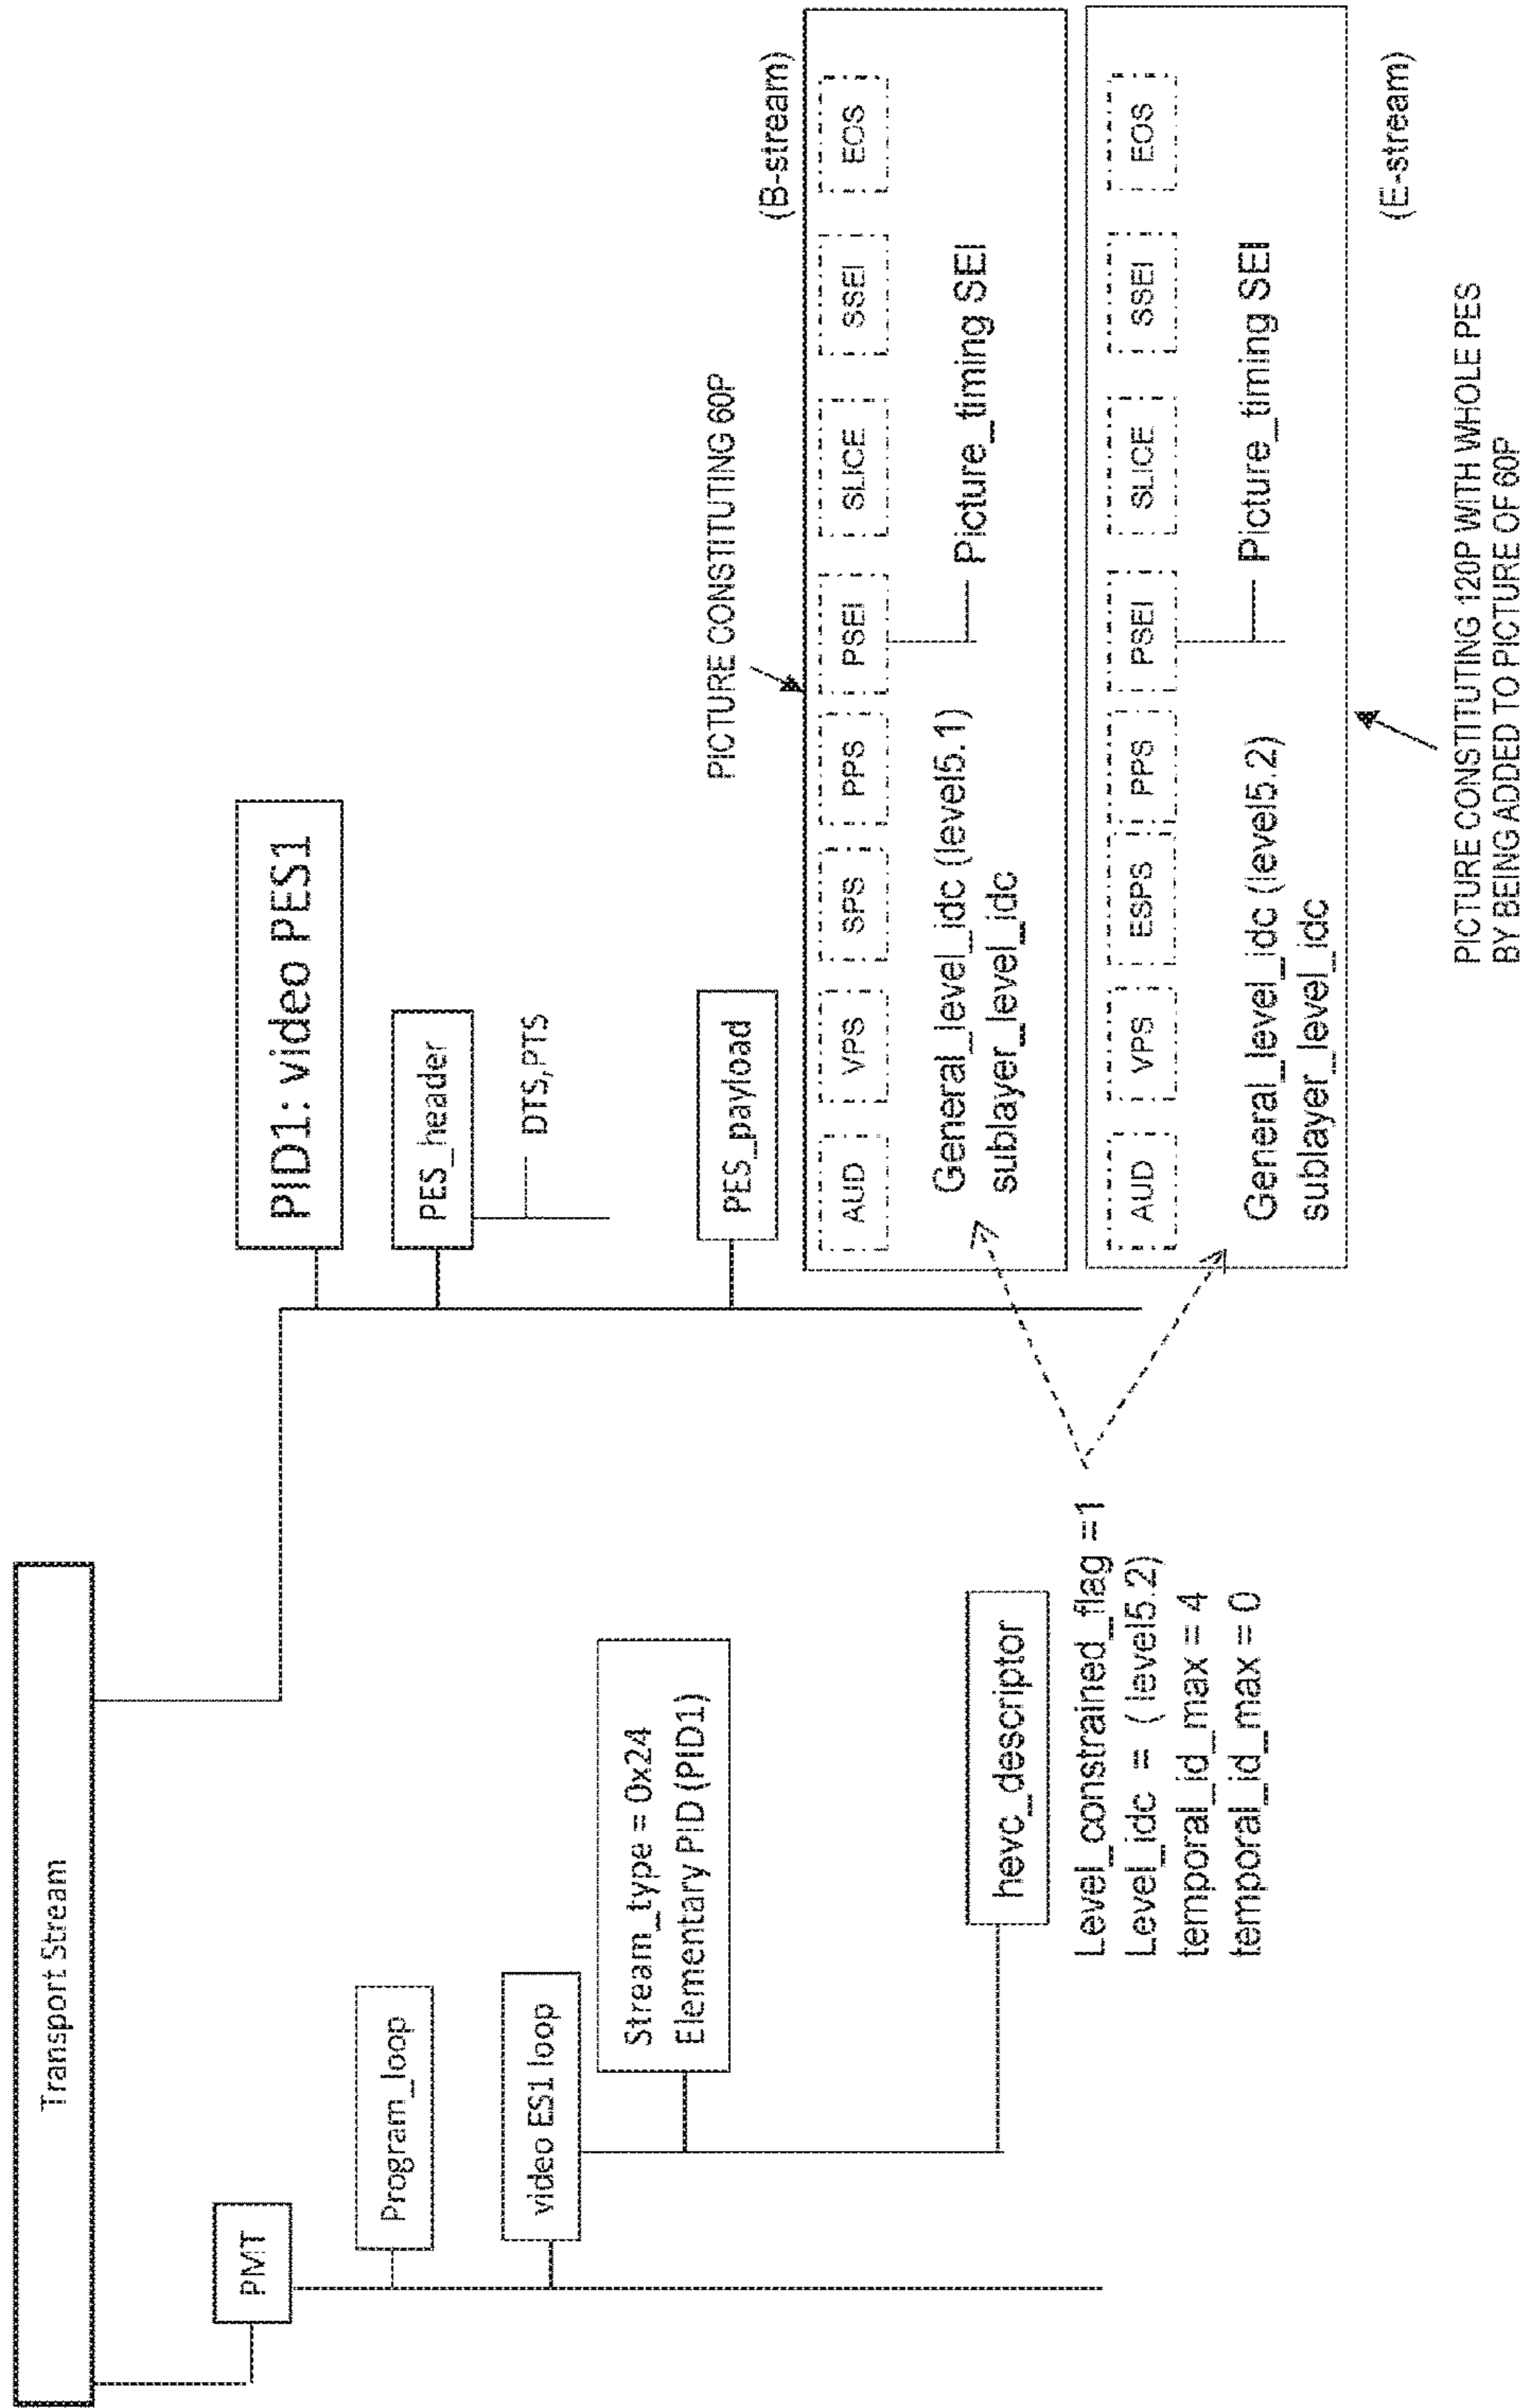 Transport Stream
PMT
Program_loop
video ES1 loop
Stream_type = 0x24
Elementary PID (PID1)
hevc_descriptor
Level_constrained_flag =1
Level_idc = ( level5.2)
temporal_id_max = 4
temporal_id_max = 0
PID1: video PES1
PES_header
DTS,PTS
PES_payload
PICTURE CONSTITUTING 60P
(B-stream)
AUD VPS SPS PPS PSEI SLICE SSEI EOS
General_level_idc (level5.1)
sublayer_level_idc
Picture_timing SEI
AUD VPS ESPS PPS PSEI SLICE SSEI EOS
General_level_idc (level5.2)
sublayer_level_idc
Picture_timing SEI
(E-stream)
PICTURE CONSTITUTING 120P WITH WHOLE PES
BY BEING ADDED TO PICTURE OF 60P